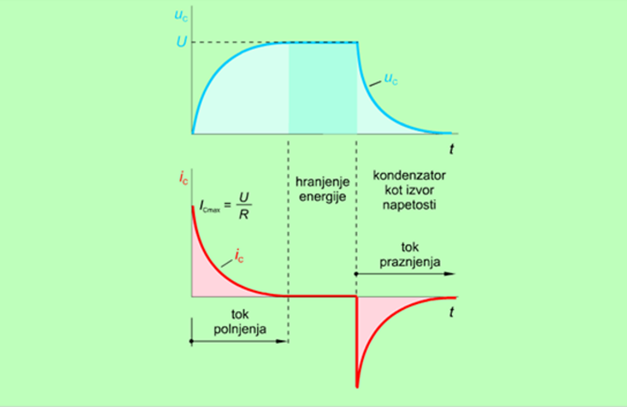 u_C
U
u_C
t
i_C
I_Cmax = U/R
hranjenje
energije
kondenzator
kot izvor
napetosti
i_C
tok
praznjenja
t
tok
polnjenja